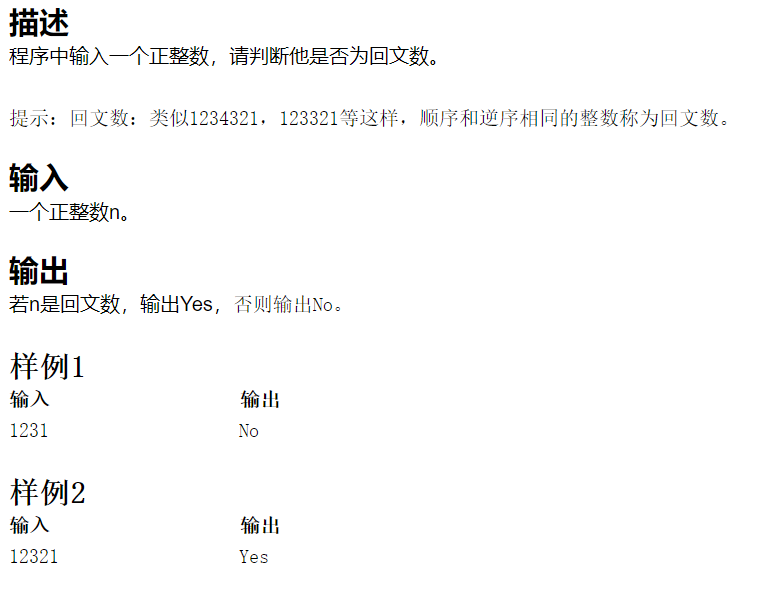 描述
程序中输入一个正整数，请判断他是否为回文数。
提示：回文数：类似1234321，123321等这样，顺序和逆序相同的整数称为回文数。
输入
一个正整数n。
输出
若n是回文数，输出Yes，否则输出No。
样例1
输入 输出
1231 No
样例2
输入 输出
12321 Yes